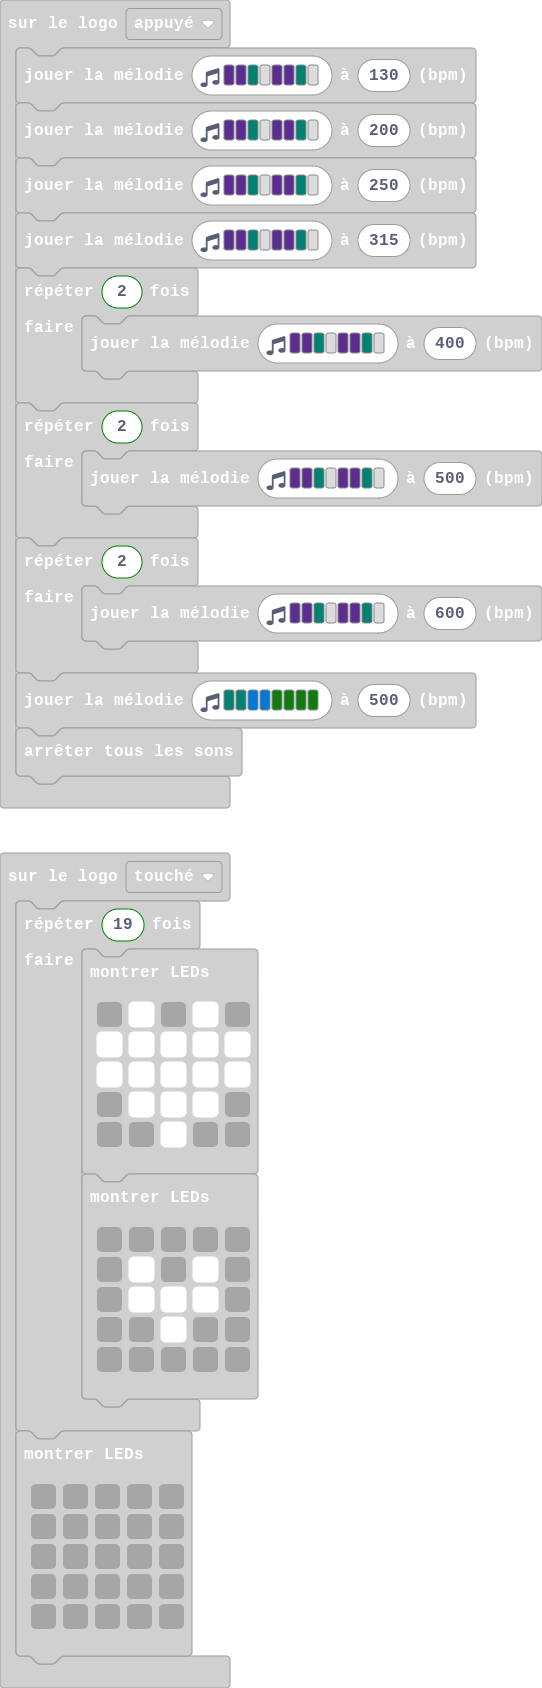 sur le logo appuyé
jouer la mélodie à 130 (bpm)
jouer la mélodie à 200 (bpm)
jouer la mélodie à 250 (bpm)
jouer la mélodie à 315 (bpm)
répéter 2 fois
faire jouer la mélodie à 400 (bpm)
répéter 2 fois
faire jouer la mélodie à 500 (bpm)
répéter 2 fois
faire jouer la mélodie à 600 (bpm)
jouer la mélodie à 500 (bpm)
arrêter tous les sons
sur le logo touché
répéter 19 fois
faire montrer LEDs
montrer LEDs
montrer LEDs